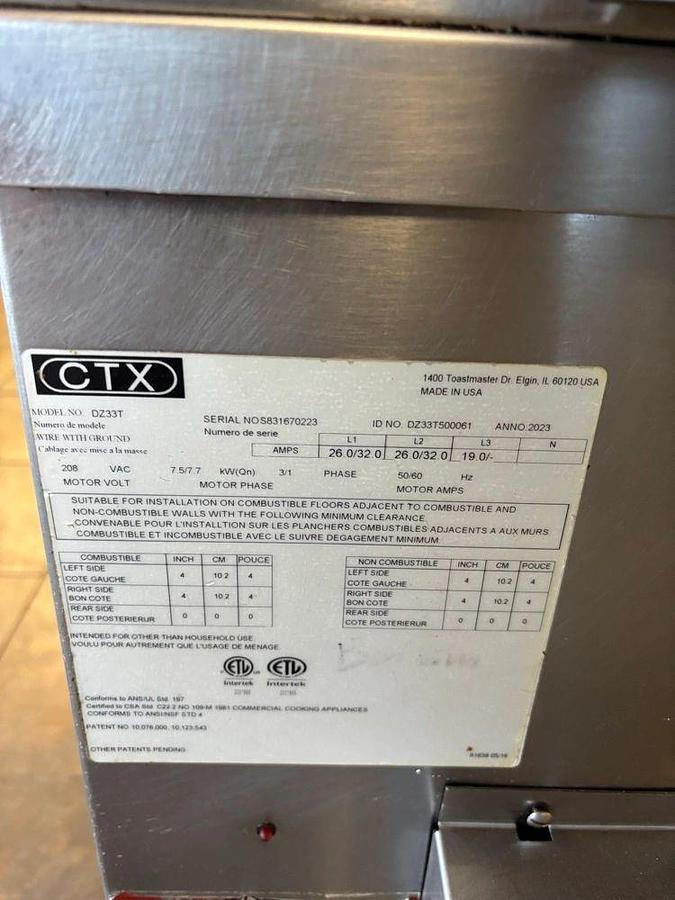 CTX
1400 Toastmaster Dr. Elgin, IL 60120 USA
MADE IN USA
MODEL NO. DZ33T
Numero de modele
SERIAL NO S831670223
Numero de serie
ID NO. DZ33T500061 ANNO.2023
WIRE WITH GROUND
Cablage avec mise a la masse
L1 L2 L3 N
AMPS 26.0/32.0 26.0/32.0 19.0/-
208 VAC 7.5/7.7 kW(Qn) 3/1 PHASE 50/60 Hz
MOTOR VOLT MOTOR PHASE MOTOR AMPS
SUITABLE FOR INSTALLATION ON COMBUSTIBLE FLOORS ADJACENT TO COMBUSTIBLE AND
NON-COMBUSTIBLE WALLS WITH THE FOLLOWING MINIMUM CLEARANCE.
CONVENABLE POUR L'INSTALLTION SUR LES PLANCHERS COMBUSTIBLES ADJACENTS A AUX MURS
COMBUSTIBLE ET INCOMBUSTIBLE AVEC LE SUIVRE DEGAGEMENT MINIMUM
COMBUSTIBLE INCH CM POUCE
LEFT SIDE
COTE GAUCHE 4 10.2 4
RIGHT SIDE
BON COTE 4 10.2 4
REAR SIDE
COTE POSTERIERUR 0 0 0
NON COMBUSTIBLE INCH CM POUCE
LEFT SIDE
COTE GAUCHE 4 10.2 4
RIGHT SIDE
BON COTE 4 10.2 4
REAR SIDE
COTE POSTERIERUR 0 0 0
INTENDED FOR OTHER THAN HOUSEHOLD USE
VOULU POUR AUTREMENT QUE L'USAGE DE MENAGE
ETL ETL
Intertek Intertek
Conforms to ANS/UL Std. 197
Certified to CSA Std. C22.2 NO 109-M 1981 COMMERCIAL COOKING APPLIANCES
CONFORMS TO ANSI/NSF STD 4
PATENT NO 10,076,000, 10,123,543
OTHER PATENTS PENDING